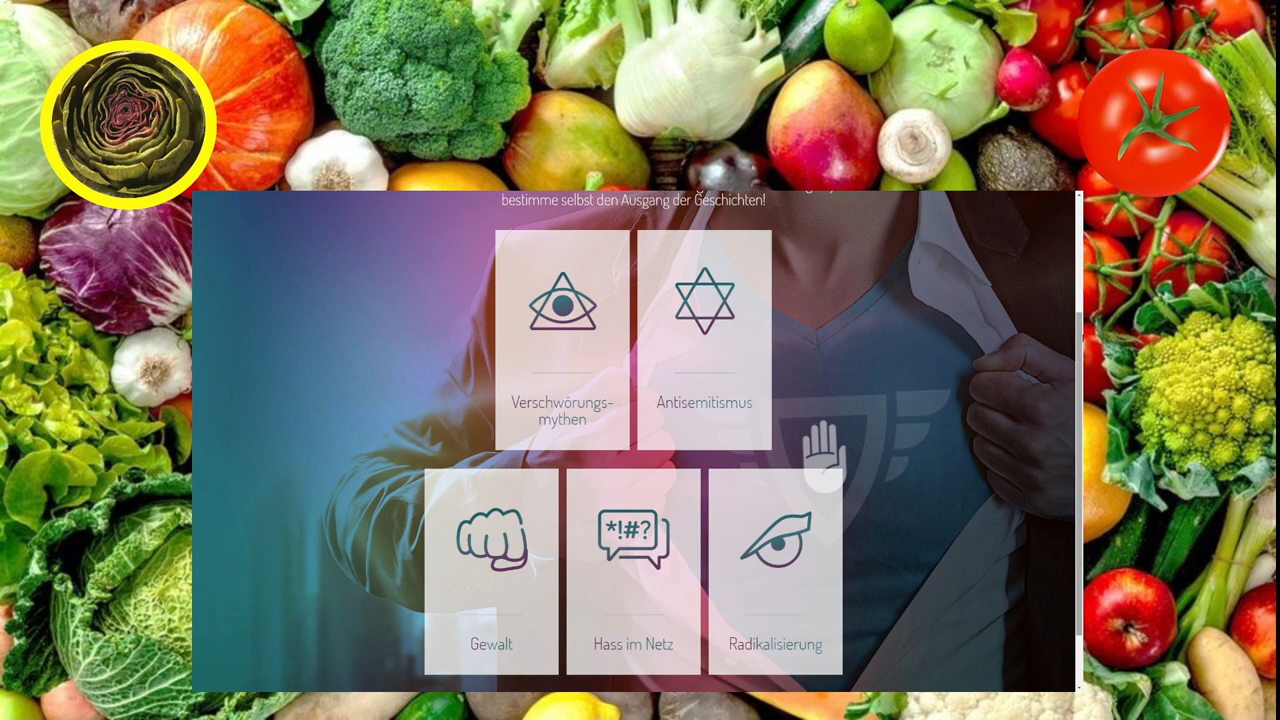 bestimme selbst den Ausgang der Geschichten!
Verschwörungs-
mythen
Antisemitismus
*!#?
Gewalt
Hass im Netz
Radikalisierung